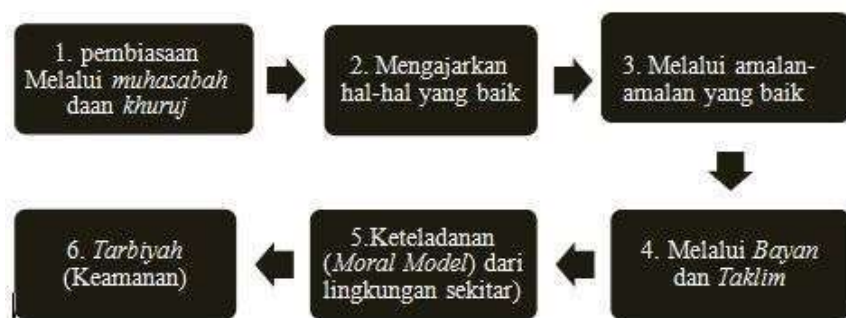 1. pembiasaan
Melalui muhasabah
daan khuruj
2. Mengajarkan
hal-hal yang baik
3. Melalui amalan-
amalan yang baik
4. Melalui Bayan
dan Taklim
5.Keteladanan
(Moral Model) dari
lingkungan sekitar)
6. Tarbiyah
(Keamanan)